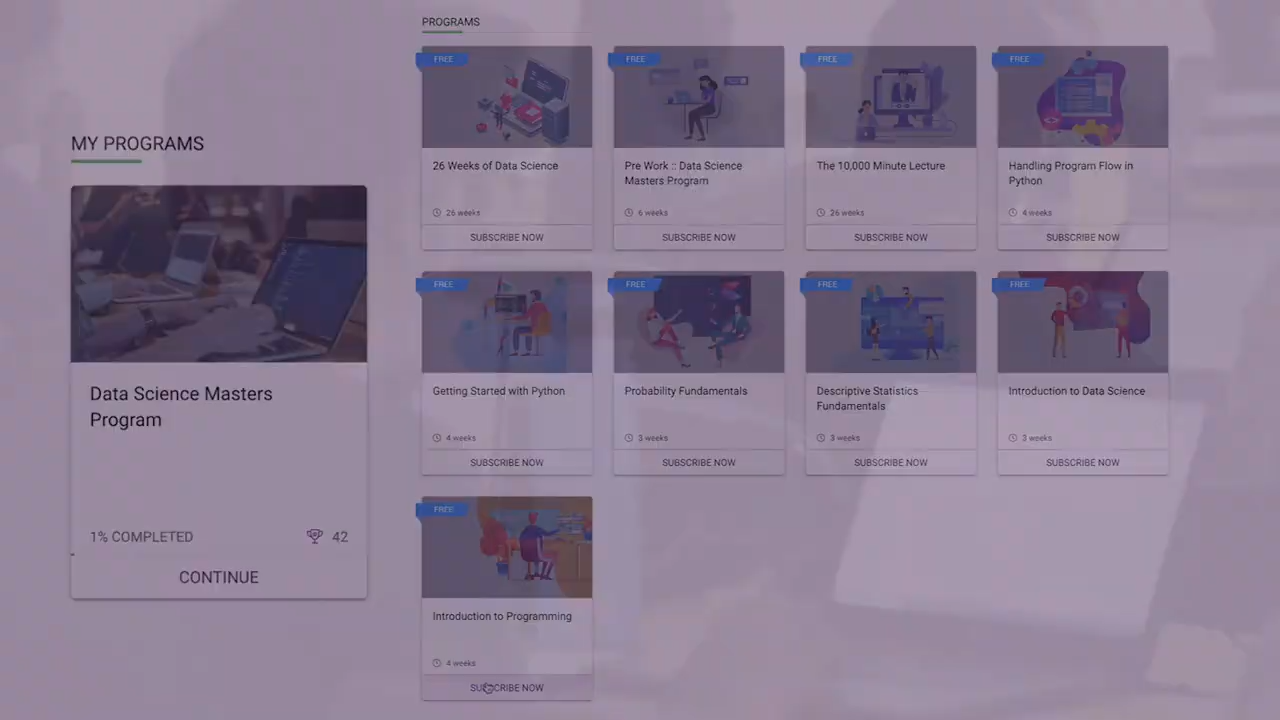 PROGRAMS
MY PROGRAMS
Data Science Masters
Program
1% COMPLETED
42
CONTINUE
FREE
26 Weeks of Data Science
26 weeks
SUBSCRIBE NOW
FREE
Pre Work :: Data Science
Masters Program
6 weeks
SUBSCRIBE NOW
FREE
The 10,000 Minute Lecture
26 weeks
SUBSCRIBE NOW
FREE
Handling Program Flow in
Python
4 weeks
SUBSCRIBE NOW
FREE
Getting Started with Python
4 weeks
SUBSCRIBE NOW
FREE
Probability Fundamentals
3 weeks
SUBSCRIBE NOW
FREE
Descriptive Statistics
Fundamentals
3 weeks
SUBSCRIBE NOW
FREE
Introduction to Data Science
3 weeks
SUBSCRIBE NOW
FREE
Introduction to Programming
4 weeks
SUBSCRIBE NOW